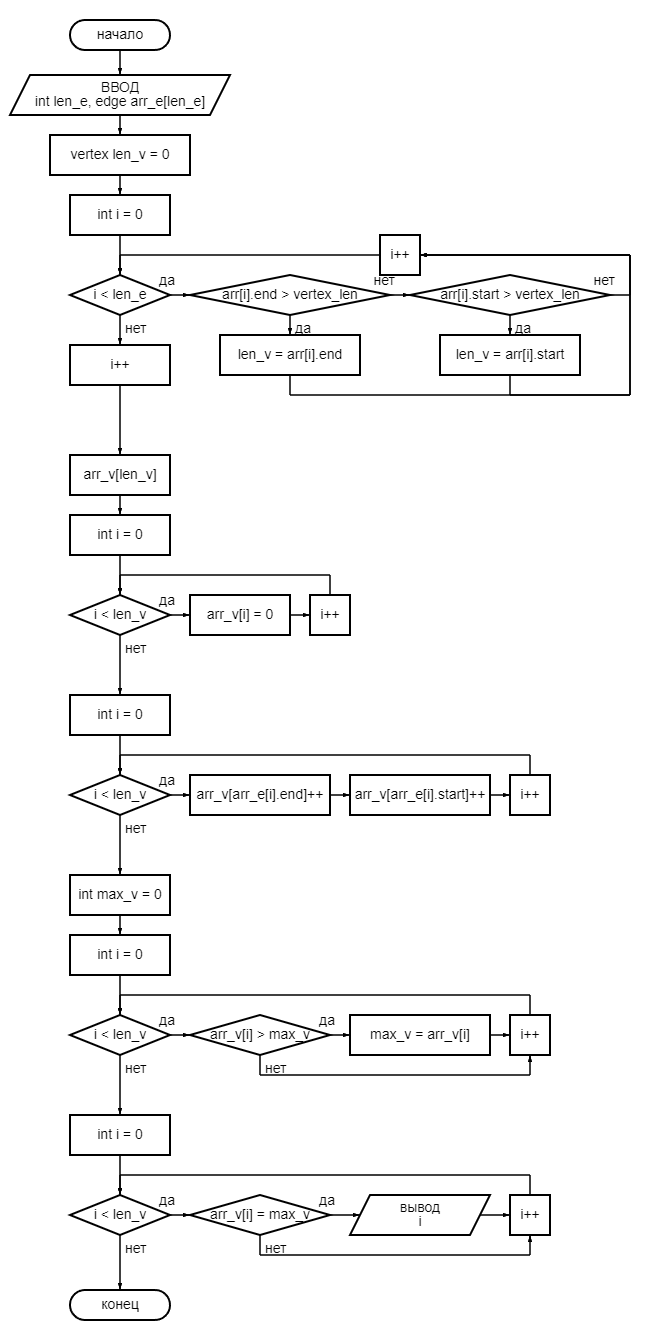 начало
ВВОД
int len_e, edge arr_e[len_e]
vertex len_v = 0
int i = 0
i++
i < len_e
да
arr[i].end > vertex_len
нет
arr[i].start > vertex_len
нет
нет
да
да
len_v = arr[i].end
len_v = arr[i].start
i++
arr_v[len_v]
int i = 0
i < len_v
да
arr_v[i] = 0
i++
нет
int i = 0
i < len_v
да
arr_v[arr_e[i].end]++
arr_v[arr_e[i].start]++
i++
нет
int max_v = 0
int i = 0
i < len_v
да
arr_v[i] > max_v
да
max_v = arr_v[i]
i++
нет
нет
int i = 0
i < len_v
да
arr_v[i] = max_v
да
вывод
i
i++
нет
нет
конец